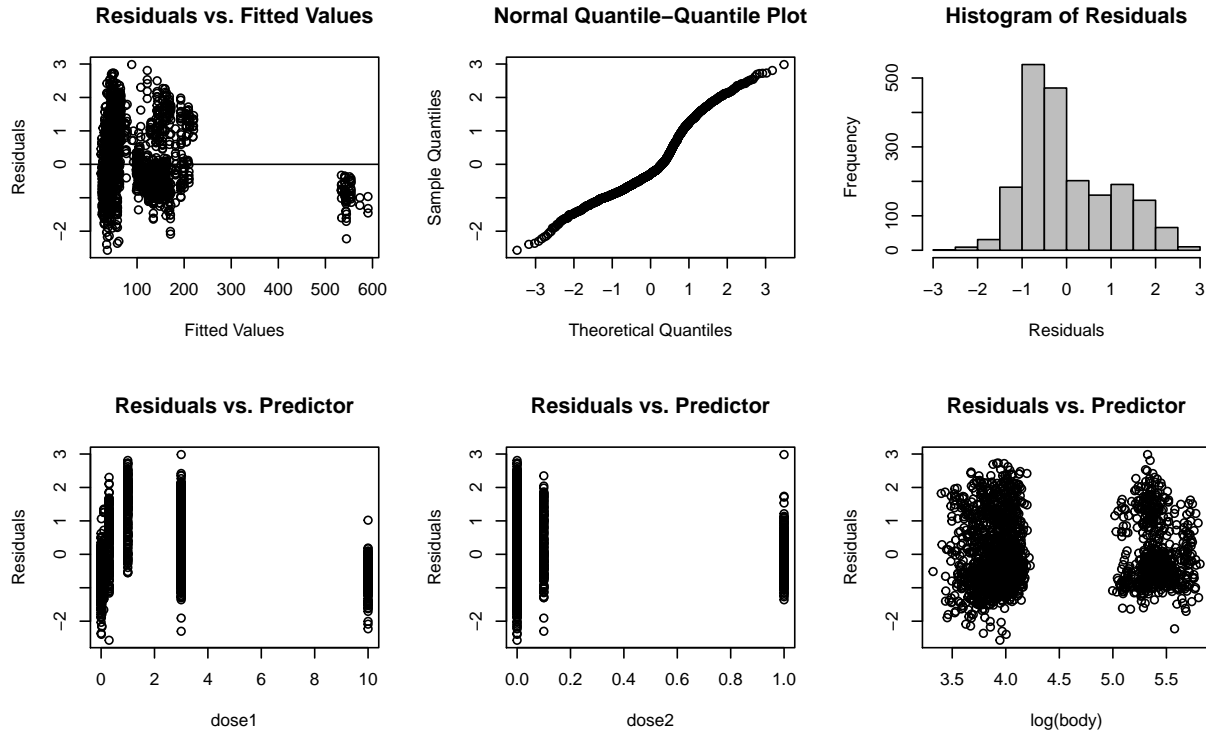 Residuals vs. Fitted Values
Residuals
3
2
1
0
−2
100 200 300 400 500 600
Fitted Values
Normal Quantile−Quantile Plot
Sample Quantiles
3
2
1
0
−2
−3 −2 −1 0 1 2 3
Theoretical Quantiles
Histogram of Residuals
Frequency
500
300
100
0
−3 −2 −1 0 1 2 3
Residuals
Residuals vs. Predictor
Residuals
3
2
1
0
−2
0 2 4 6 8 10
dose1
Residuals vs. Predictor
Residuals
3
2
1
0
−2
0.0 0.2 0.4 0.6 0.8 1.0
dose2
Residuals vs. Predictor
Residuals
3
2
1
0
−2
3.5 4.0 4.5 5.0 5.5
log(body)